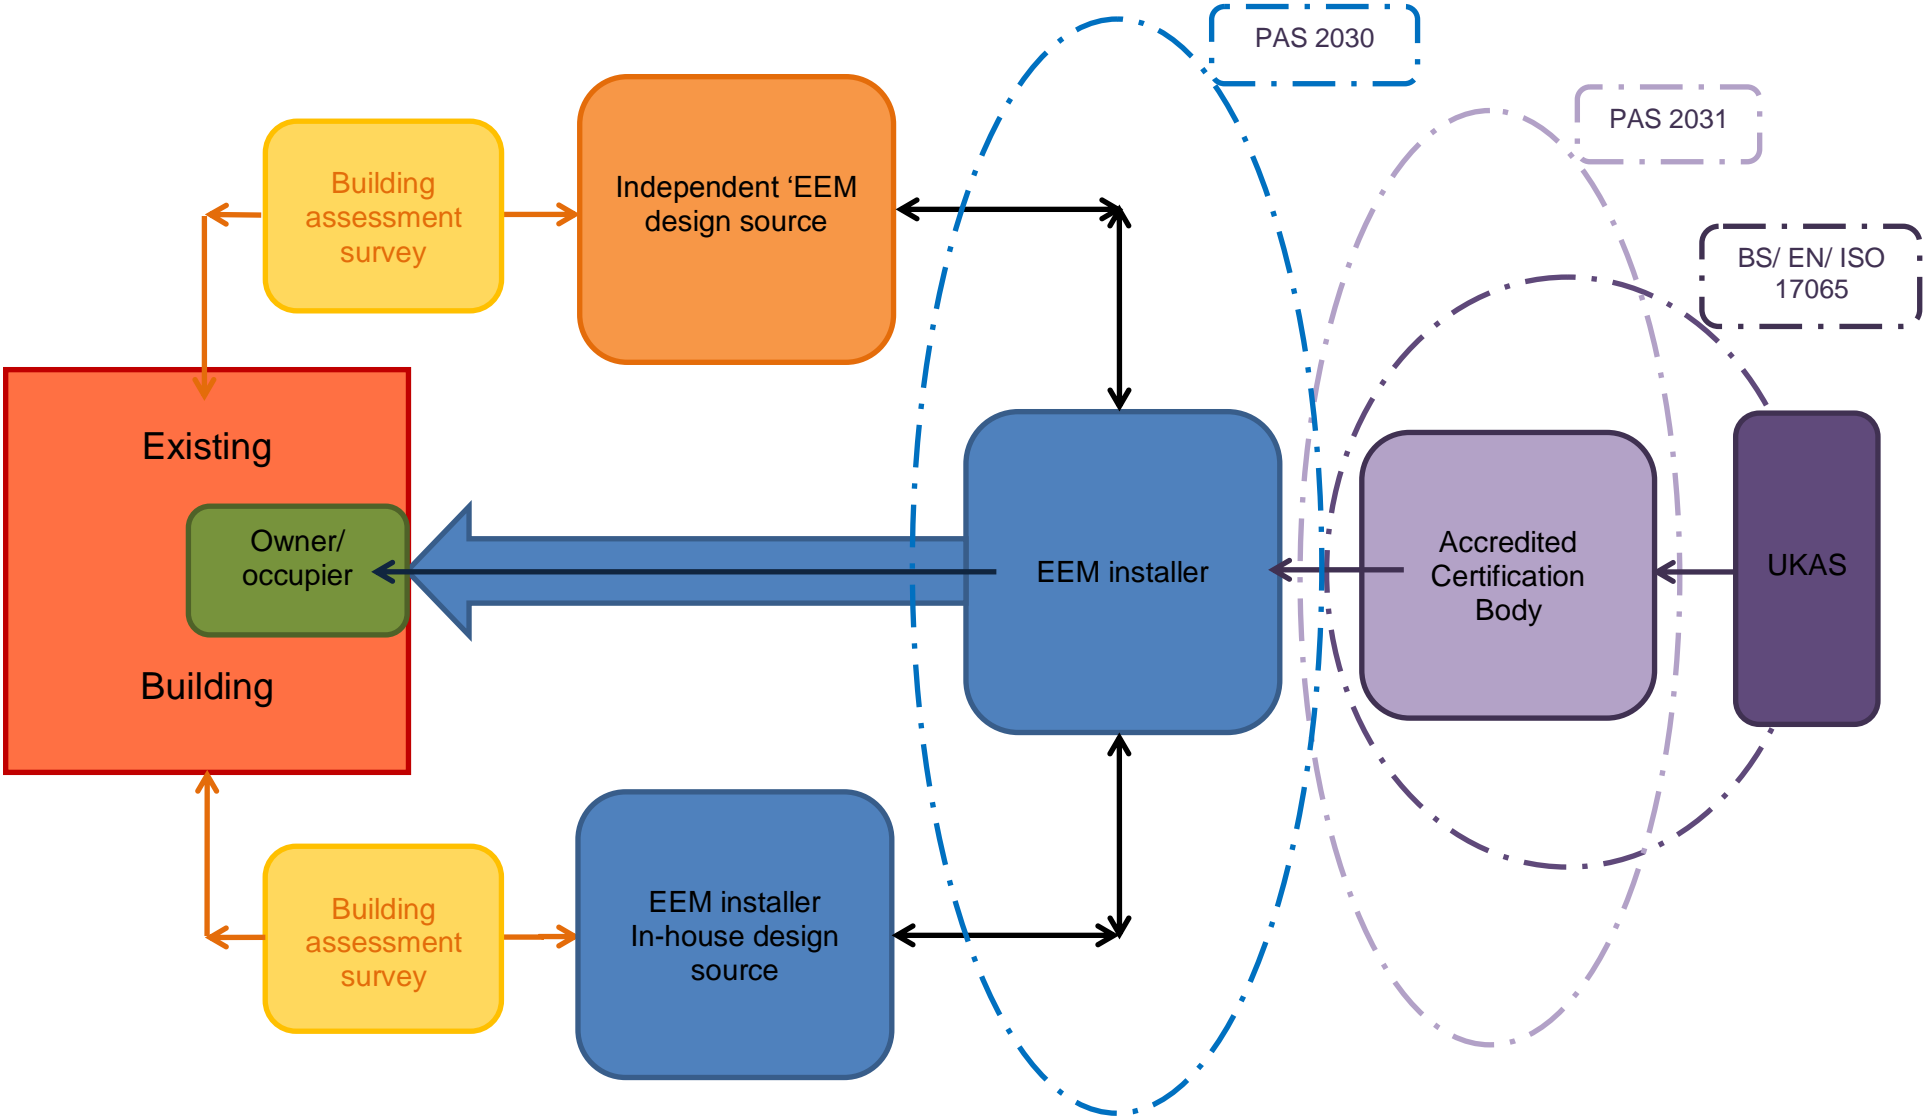 PAS 2030
PAS 2031
Building
assessment
survey
Independent ‘EEM
design source
BS/ EN/ ISO
17065
Existing
Owner/
occupier
Building
EEM installer
Accredited
Certification
Body
UKAS
Building
assessment
survey
EEM installer
In-house design
source